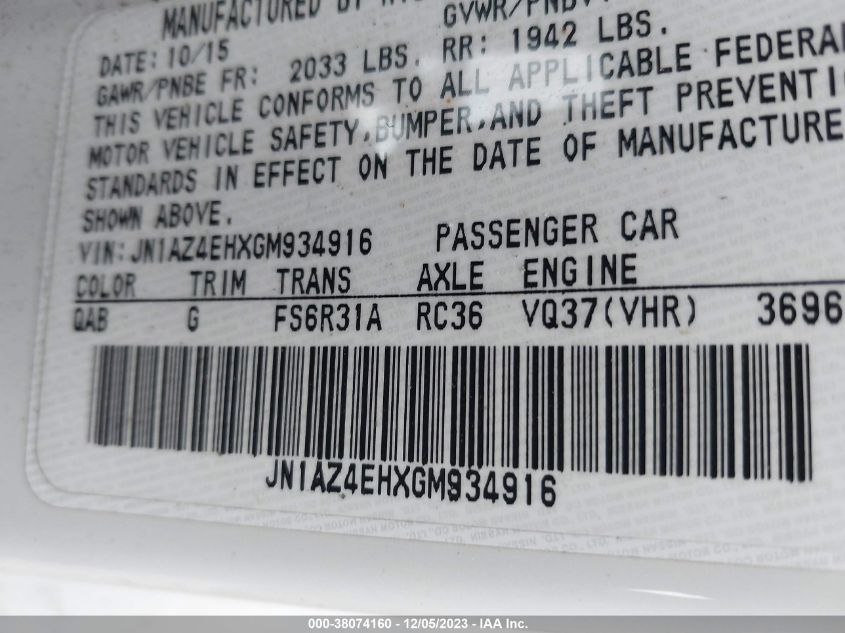 MANUFACTURED BY
GVWR/PNBV
DATE: 10/15
GAWR/PNBE FR: 2033 LBS. RR: 1942 LBS.
THIS VEHICLE CONFORMS TO ALL APPLICABLE FEDERAL
MOTOR VEHICLE SAFETY, BUMPER, AND THEFT PREVENTI
STANDARDS IN EFFECT ON THE DATE OF MANUFACTURE
SHOWN ABOVE.
VIN: JN1AZ4EHXGM934916 PASSENGER CAR
COLOR TRIM TRANS AXLE ENGINE
QAB G FS6R31A RC36 VQ37(VHR) 3696
JN1AZ4EHXGM934916
000-38074160 - 12/05/2023 - IAA Inc.